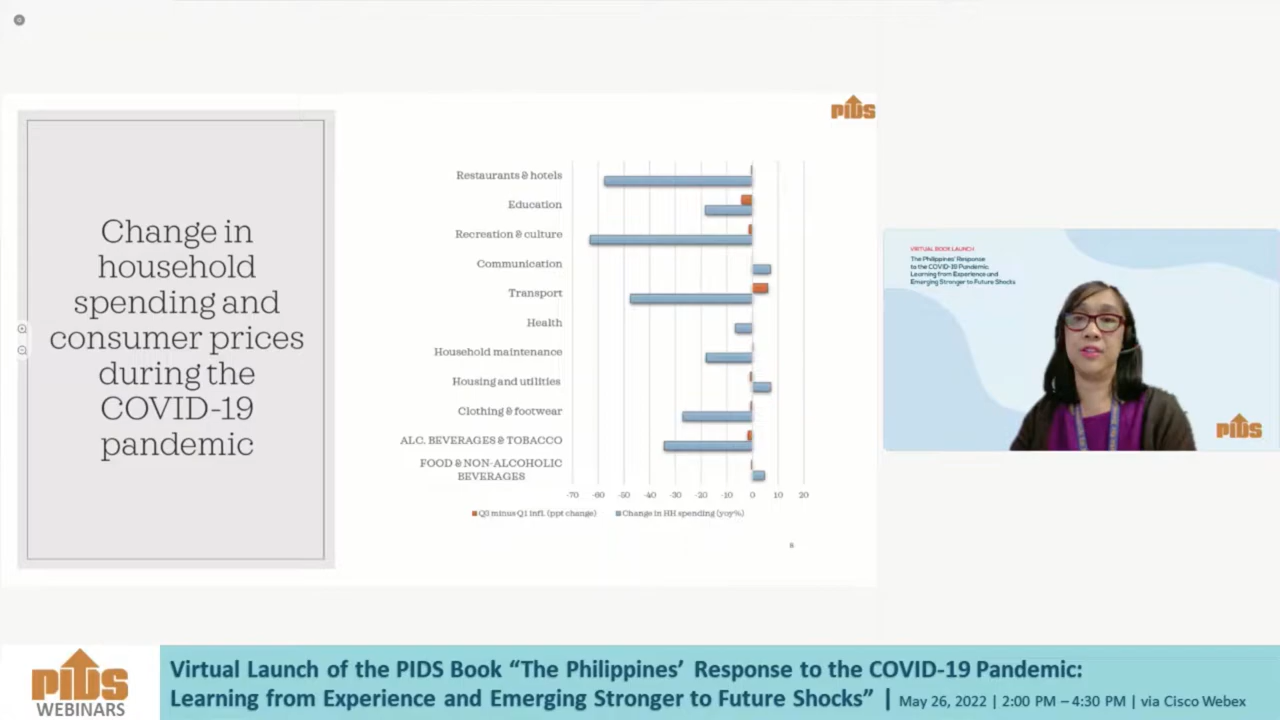 PIDS
Change in
household
spending and
consumer prices
during the
COVID-19
pandemic
Restaurants & hotels
Education
Recreation & culture
Communication
Transport
Health
Household maintenance
Housing and utilities
Clothing & footwear
ALC. BEVERAGES & TOBACCO
FOOD & NON-ALCOHOLIC
BEVERAGES
-70 -60 -50 -40 -30 -20 -10 0 10 20
Q3 minus Q1 infl. (ppt change) Change in HH spending (yoy%)
8
VIRTUAL BOOK LAUNCH
The Philippines' Response
to the COVID-19 Pandemic:
Learning from Experience and
Emerging Stronger to Future Shocks
PIDS
PIDS
WEBINARS
Virtual Launch of the PIDS Book “The Philippines’ Response to the COVID-19 Pandemic:
Learning from Experience and Emerging Stronger to Future Shocks” | May 26, 2022 | 2:00 PM – 4:30 PM | via Cisco Webex